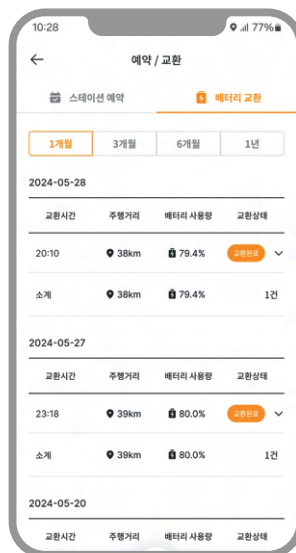 10:28 77%
예약 / 교환
스테이션 예약 배터리 교환
1개월 3개월 6개월 1년
2024-05-28
교환시간 주행거리 배터리 사용량 교환상태
20:10 38km 79.4% 교환완료
소계 38km 79.4% 1건
2024-05-27
교환시간 주행거리 배터리 사용량 교환상태
23:18 39km 80.0% 교환완료
소계 39km 80.0% 1건
2024-05-20
교환시간 주행거리 배터리 사용량 교환상태